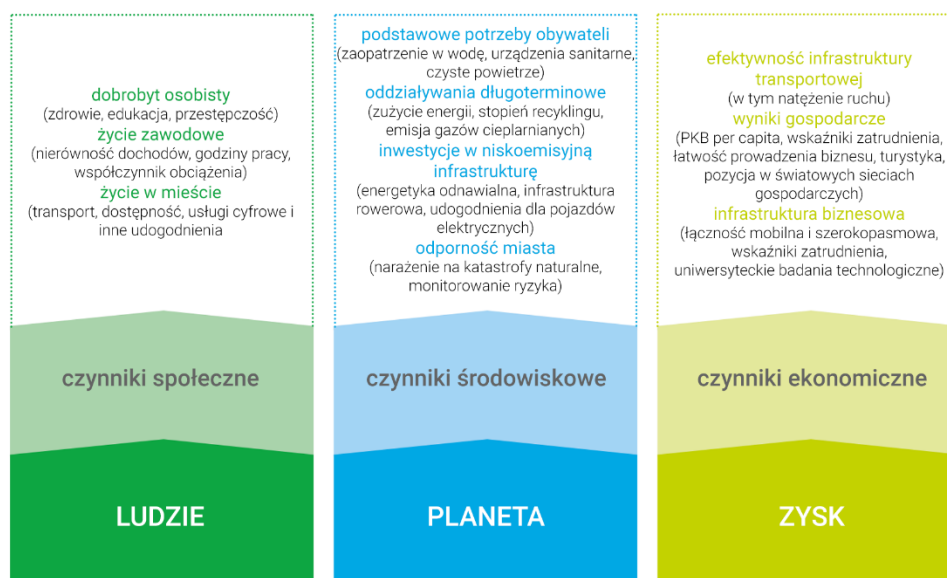 dobrobyt osobisty
(zdrowie, edukacja, przestępczość)
życie zawodowe
(nierówność dochodów, godziny pracy,
współczynnik obciążenia)
życie w mieście
(transport, dostępność, usługi cyfrowe i
inne udogodnienia
czynniki społeczne
LUDZIE
podstawowe potrzeby obywateli
(zaopatrzenie w wodę, urządzenia sanitarne,
czyste powietrze)
oddziaływania długoterminowe
(zużycie energii, stopień recyklingu,
emisja gazów cieplarnianych)
inwestycje w niskoemisyjną
infrastrukturę
(energetyka odnawialna, infrastruktura
rowerowa, udogodnienia dla pojazdów
elektrycznych)
odporność miasta
(narażenie na katastrofy naturalne,
monitorowanie ryzyka)
czynniki środowiskowe
PLANETA
efektywność infrastruktury
transportowej
(w tym natężenie ruchu)
wyniki gospodarcze
(PKB per capita, wskaźniki zatrudnienia,
łatwość prowadzenia biznesu, turystyka,
pozycja w światowych sieciach
gospodarczych)
infrastruktura biznesowa
(łączność mobilna i szerokopasmowa,
wskaźniki zatrudnienia,
uniwersyteckie badania technologiczne)
czynniki ekonomiczne
ZYSK